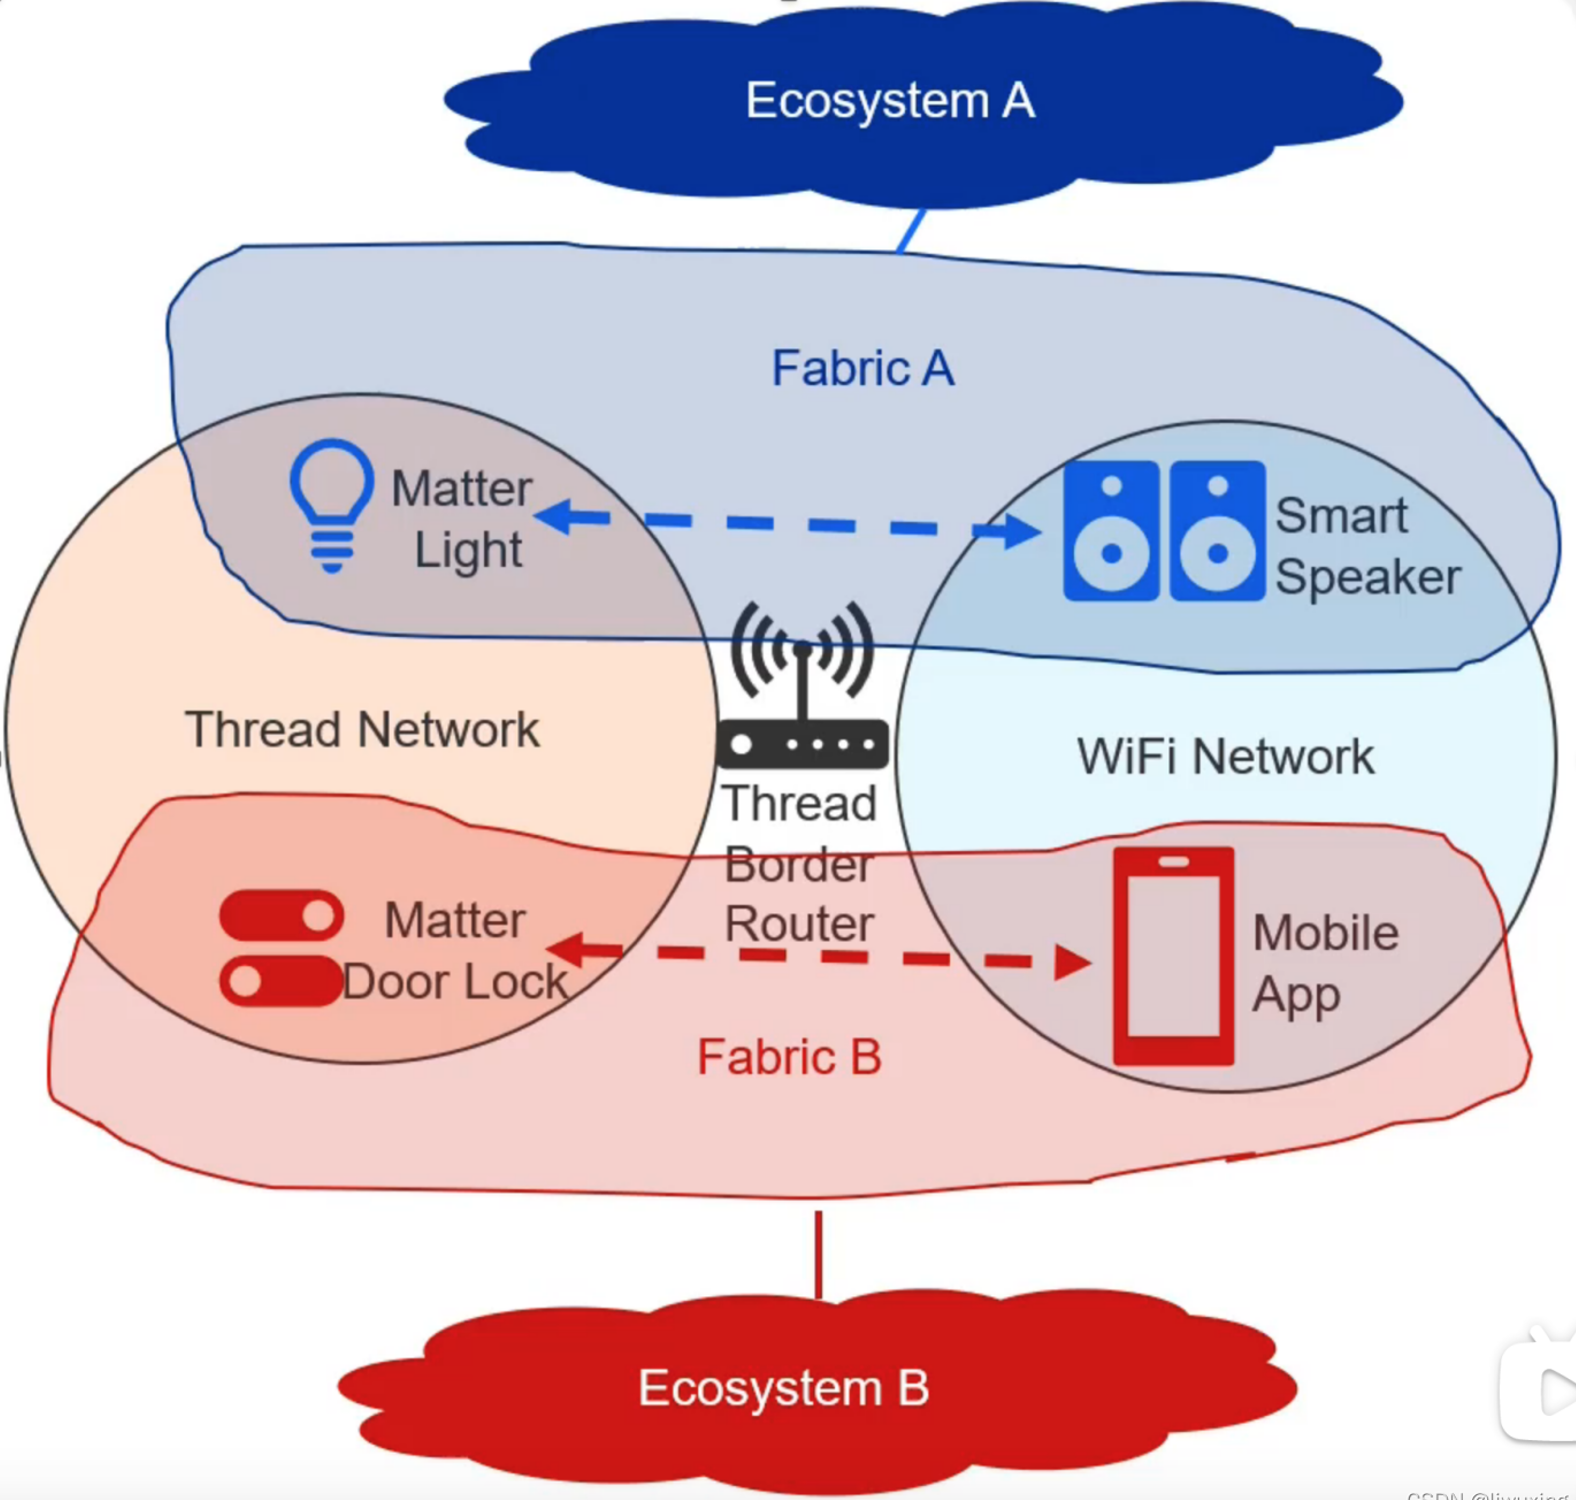 Ecosystem A
Fabric A
Matter
Light
Smart
Speaker
Thread Network
WiFi Network
Thread
Border
Router
Matter
Door Lock
Mobile
App
Fabric B
Ecosystem B